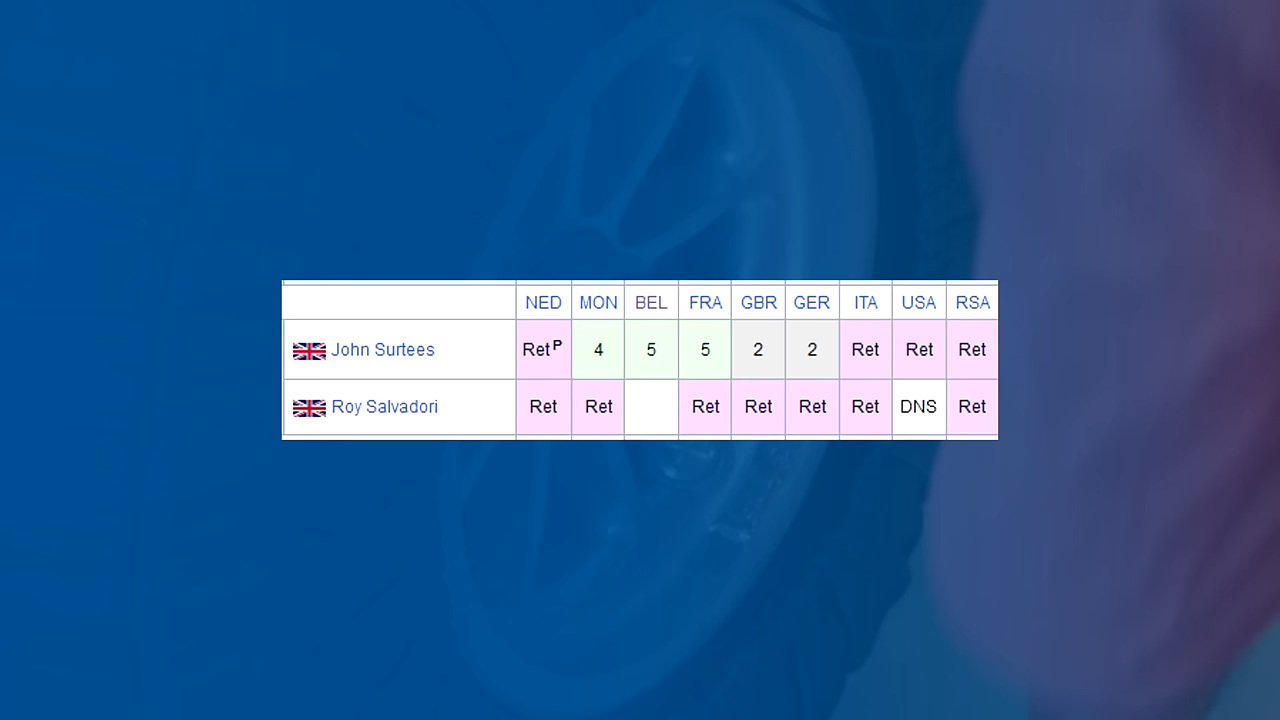 NED MON BEL FRA GBR GER ITA USA RSA
John Surtees Ret P 4 5 5 2 2 Ret Ret Ret
Roy Salvadori Ret Ret Ret Ret Ret Ret DNS Ret